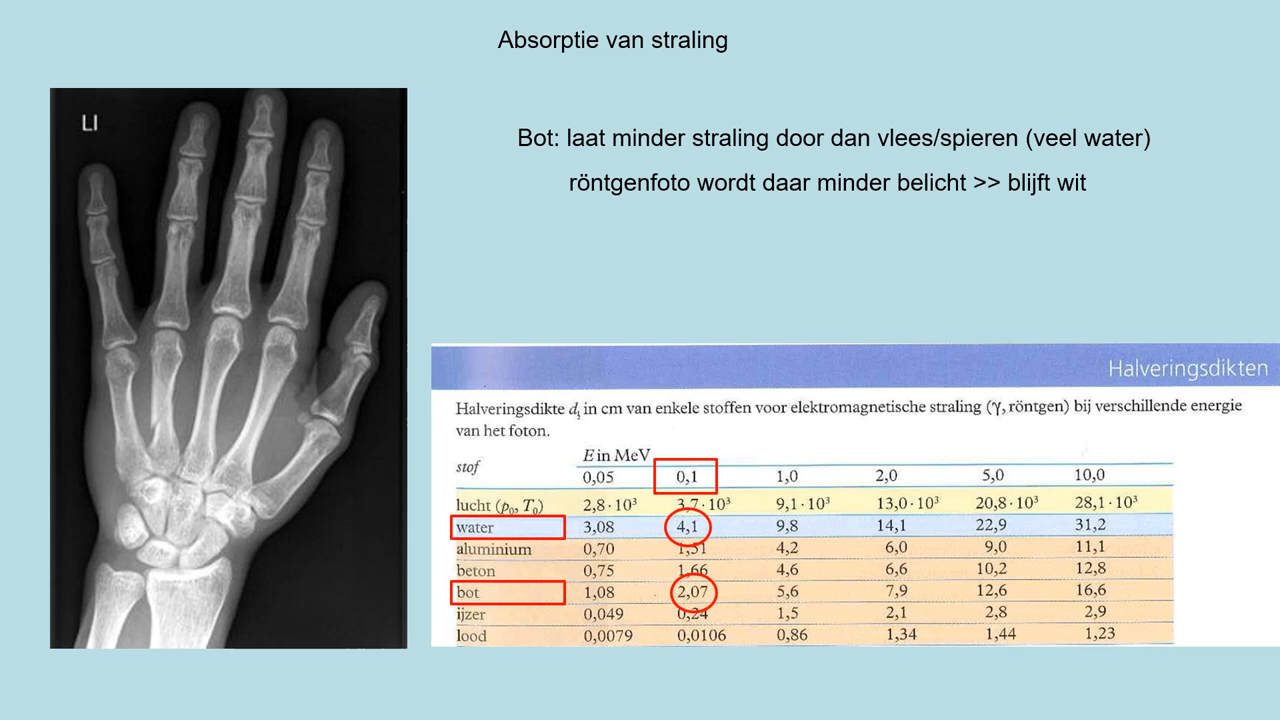 Absorptie van straling
LI
Bot: laat minder straling door dan vlees/spieren (veel water)
röntgenfoto wordt daar minder belicht >> blijft wit
Halveringsdikten
Halveringsdikte d½ in cm van enkele stoffen voor elektromagnetische straling (γ, röntgen) bij verschillende energie
van het foton.
stof E in MeV
0,05 0,1 1,0 2,0 5,0 10,0
lucht (p₀, T₀) 2,8·10³ 3,7·10³ 9,1·10³ 13,0·10³ 20,8·10³ 28,1·10³
water 3,08 4,1 9,8 14,1 22,9 31,2
aluminium 0,70 1,51 4,2 6,0 9,0 11,1
beton 0,75 1,66 4,6 6,6 10,2 12,8
bot 1,08 2,07 5,6 7,9 12,6 16,6
ijzer 0,049 0,24 1,5 2,1 2,8 2,9
lood 0,0079 0,0106 0,86 1,34 1,44 1,23